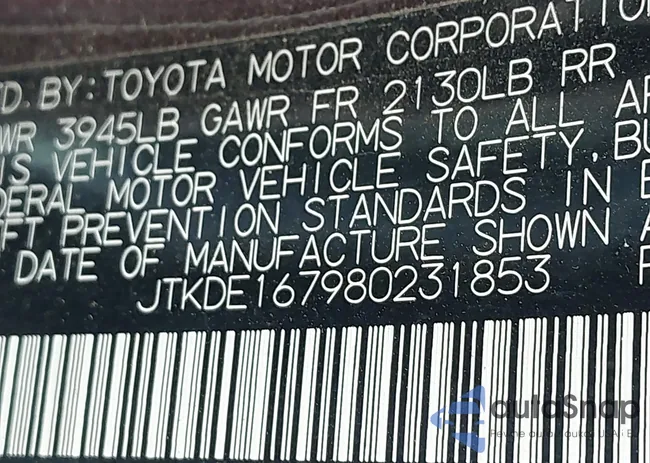 FD. BY: TOYOTA MOTOR CORPORATION
WR 3945LB GAWR FR 2130LB RR
IS VEHICLE CONFORMS TO ALL AP
DERAL MOTOR VEHICLE SAFETY, BU
FT PREVENTION STANDARDS IN E
DATE OF MANUFACTURE SHOWN A
JTKDE167980231853
autoSnap